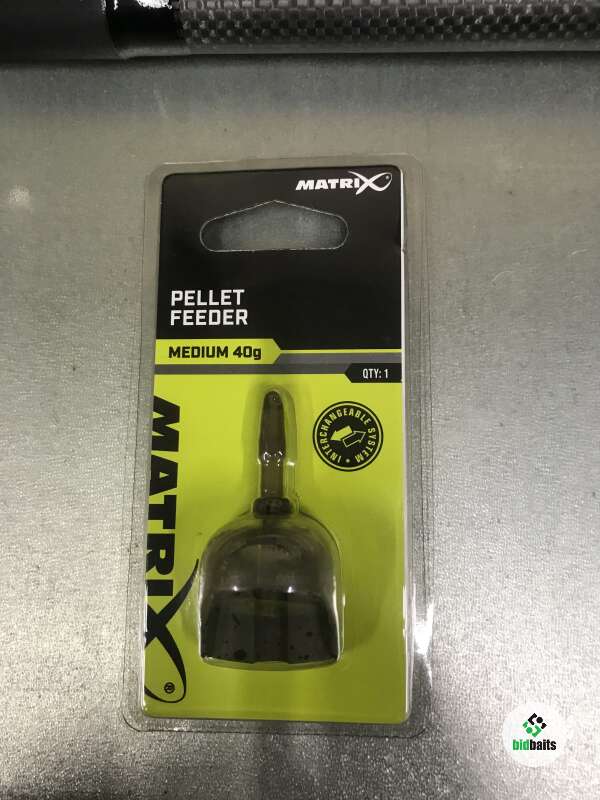 MATRIX
PELLET
FEEDER
MEDIUM 40g
QTY: 1
INTERCHANGEABLE SYSTEM
MATRIX®
bidbaits